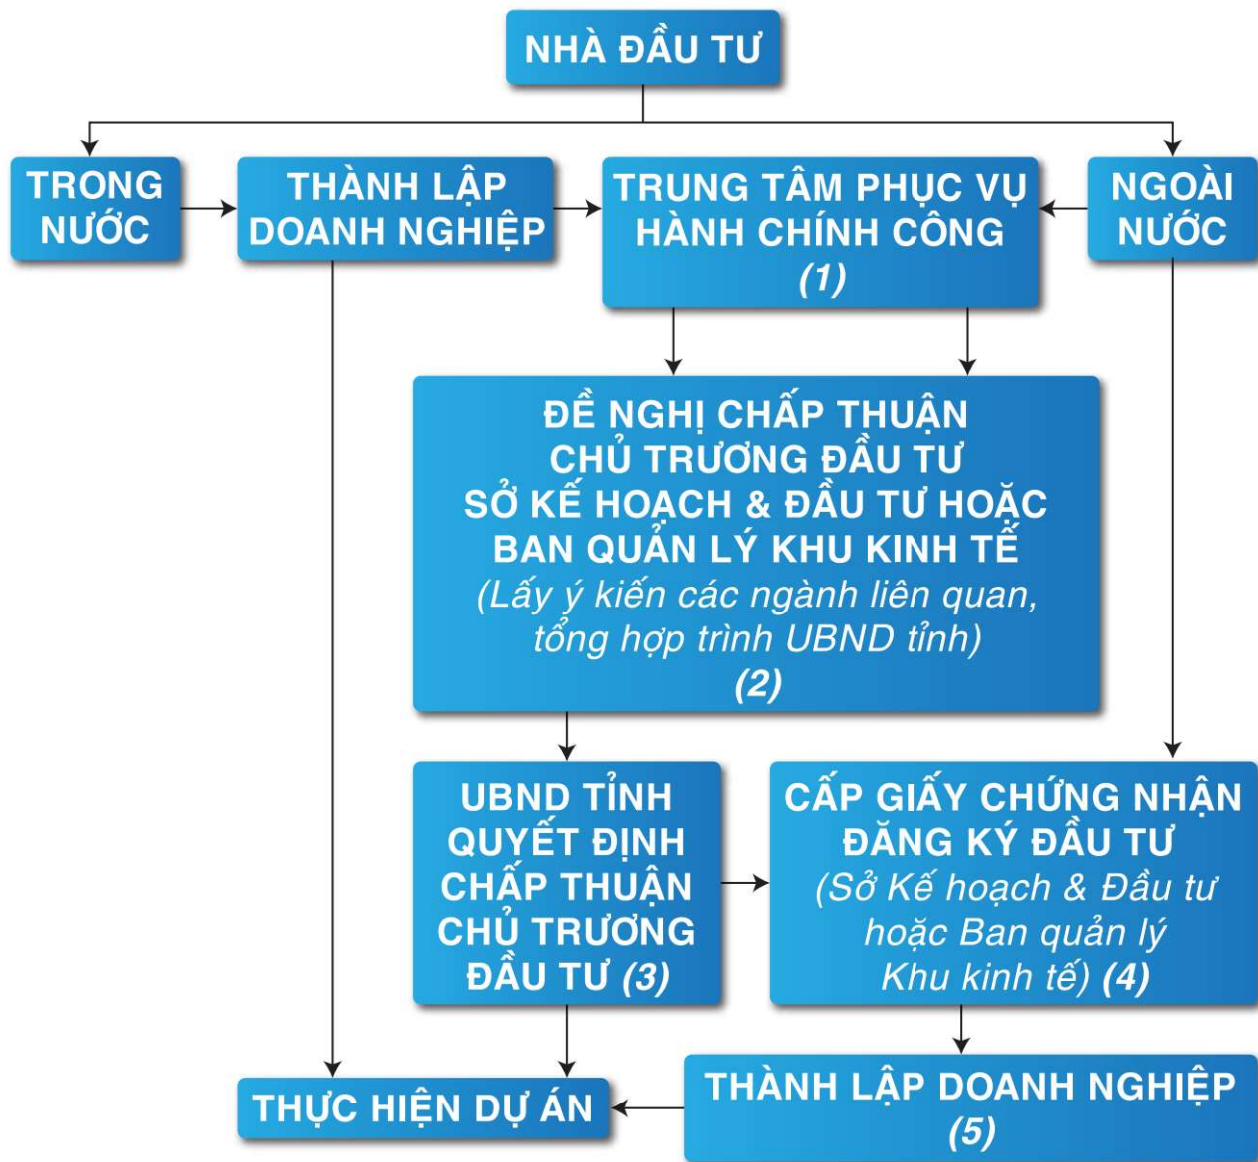 NHÀ ĐẦU TƯ
TRONG
NƯỚC
THÀNH LẬP
DOANH NGHIỆP
TRUNG TÂM PHỤC VỤ
HÀNH CHÍNH CÔNG
(1)
NGOÀI
NƯỚC
ĐỀ NGHỊ CHẤP THUẬN
CHỦ TRƯƠNG ĐẦU TƯ
SỞ KẾ HOẠCH & ĐẦU TƯ HOẶC
BAN QUẢN LÝ KHU KINH TẾ
(Lấy ý kiến các ngành liên quan,
tổng hợp trình UBND tỉnh)
(2)
UBND TỈNH
QUYẾT ĐỊNH
CHẤP THUẬN
CHỦ TRƯƠNG
ĐẦU TƯ (3)
CẤP GIẤY CHỨNG NHẬN
ĐĂNG KÝ ĐẦU TƯ
(Sở Kế hoạch & Đầu tư
hoặc Ban quản lý
Khu kinh tế) (4)
THỰC HIỆN DỰ ÁN
THÀNH LẬP DOANH NGHIỆP
(5)